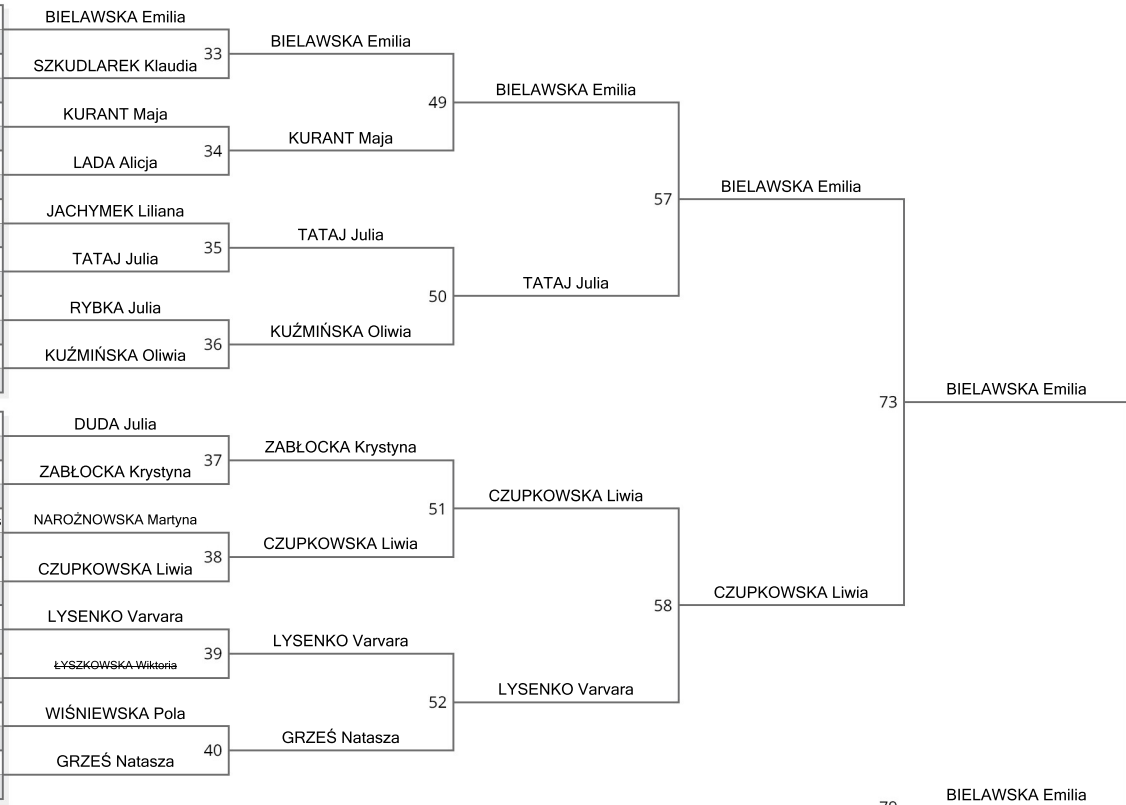 BIELAWSKA Emilia
33
SZKUDLAREK Klaudia
BIELAWSKA Emilia
49
KURANT Maja
34
LADA Alicja
KURANT Maja
BIELAWSKA Emilia
57
JACHYMEK Liliana
35
TATAJ Julia
TATAJ Julia
50
RYBKA Julia
36
KUŹMIŃSKA Oliwia
KUŹMIŃSKA Oliwia
TATAJ Julia
BIELAWSKA Emilia
73
BIELAWSKA Emilia
DUDA Julia
37
ZABŁOCKA Krystyna
ZABŁOCKA Krystyna
51
NAROŻNOWSKA Martyna
38
CZUPKOWSKA Liwia
CZUPKOWSKA Liwia
CZUPKOWSKA Liwia
58
LYSENKO Varvara
39
ŁYSZKOWSKA Wiktoria
LYSENKO Varvara
52
WIŚNIEWSKA Pola
40
GRZEŚ Natasza
GRZEŚ Natasza
LYSENKO Varvara
CZUPKOWSKA Liwia
BIELAWSKA Emilia